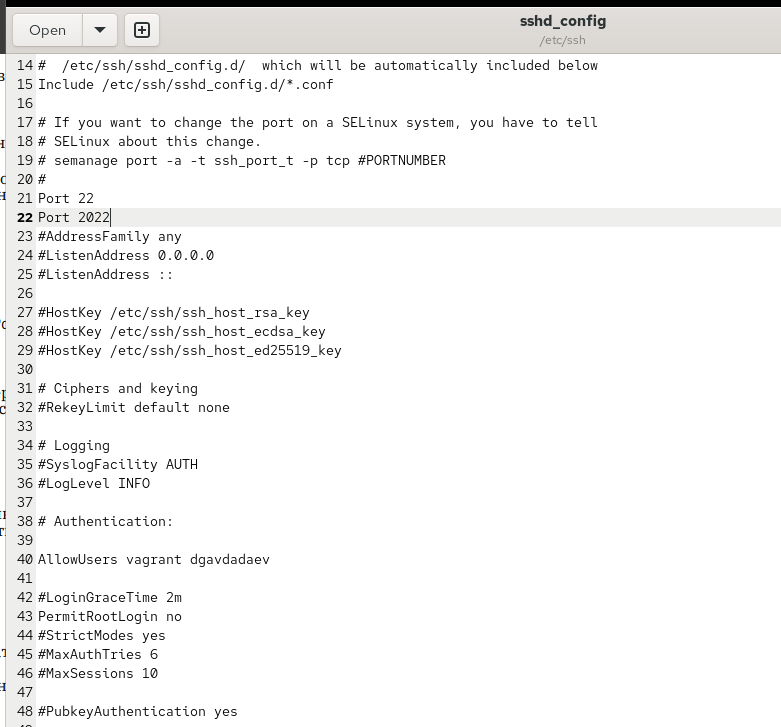 Open
sshd_config
/etc/ssh
14 #  /etc/ssh/sshd_config.d/  which will be automatically included below
15 Include /etc/ssh/sshd_config.d/*.conf
16
17 # If you want to change the port on a SELinux system, you have to tell
18 # SELinux about this change.
19 # semanage port -a -t ssh_port_t -p tcp #PORTNUMBER
20 #
21 Port 22
22 Port 2022
23 #AddressFamily any
24 #ListenAddress 0.0.0.0
25 #ListenAddress ::
26
27 #HostKey /etc/ssh/ssh_host_rsa_key
28 #HostKey /etc/ssh/ssh_host_ecdsa_key
29 #HostKey /etc/ssh/ssh_host_ed25519_key
30
31 # Ciphers and keying
32 #RekeyLimit default none
33
34 # Logging
35 #SyslogFacility AUTH
36 #LogLevel INFO
37
38 # Authentication:
39
40 AllowUsers vagrant dgavdadaev
41
42 #LoginGraceTime 2m
43 PermitRootLogin no
44 #StrictModes yes
45 #MaxAuthTries 6
46 #MaxSessions 10
47
48 #PubkeyAuthentication yes